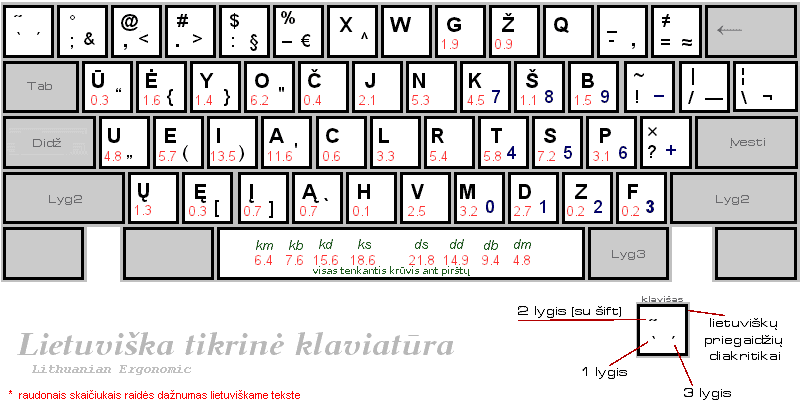 ˝ ` ´
° ; &
@ , < 
# . >
$ : §
% – €
X ^
W
G 1.9
Ž 0.9
Q
_ - ,
≠ = ≈
←
Tab
Ū 0.3 “
Ė 1.6 {
Y 1.4 }
O 6.2 "
Č 0.4
J 2.1
N 5.3
K 4.5 7
Š 1.1 8
B 1.5 9
~ ! −
| / —
¦ \ ¬
Didž
U 4.8 „
E 5.7 (
I 13.5 )
A 11.6 '
C 0.6
L 3.3
R 5.4
T 5.8 4
S 7.2 5
P 3.1 6
× ? +
Įvesti
Lyg2
Ų 1.3
Ę 0.3 [
Į 0.7 ]
Ą 0.7 `
H 0.1
V 2.5
M 3.2 0
D 2.7 1
Z 0.2 2
F 0.2 3
Lyg2
km kb kd ks ds dd db dm
6.4 7.6 15.6 18.6 21.8 14.9 9.4 4.8
visas tenkantis krūvis ant pirštų
Lyg3
klavišas
2 lygis (su šift)
˝
` ´
1 lygis
3 lygis
lietuviškų
priegaidžių
diakritikai
Lietuviška tikrinė klaviatūra
Lithuanian Ergonomic
* raudonais skaičiukais raidės dažnumas lietuviškame tekste